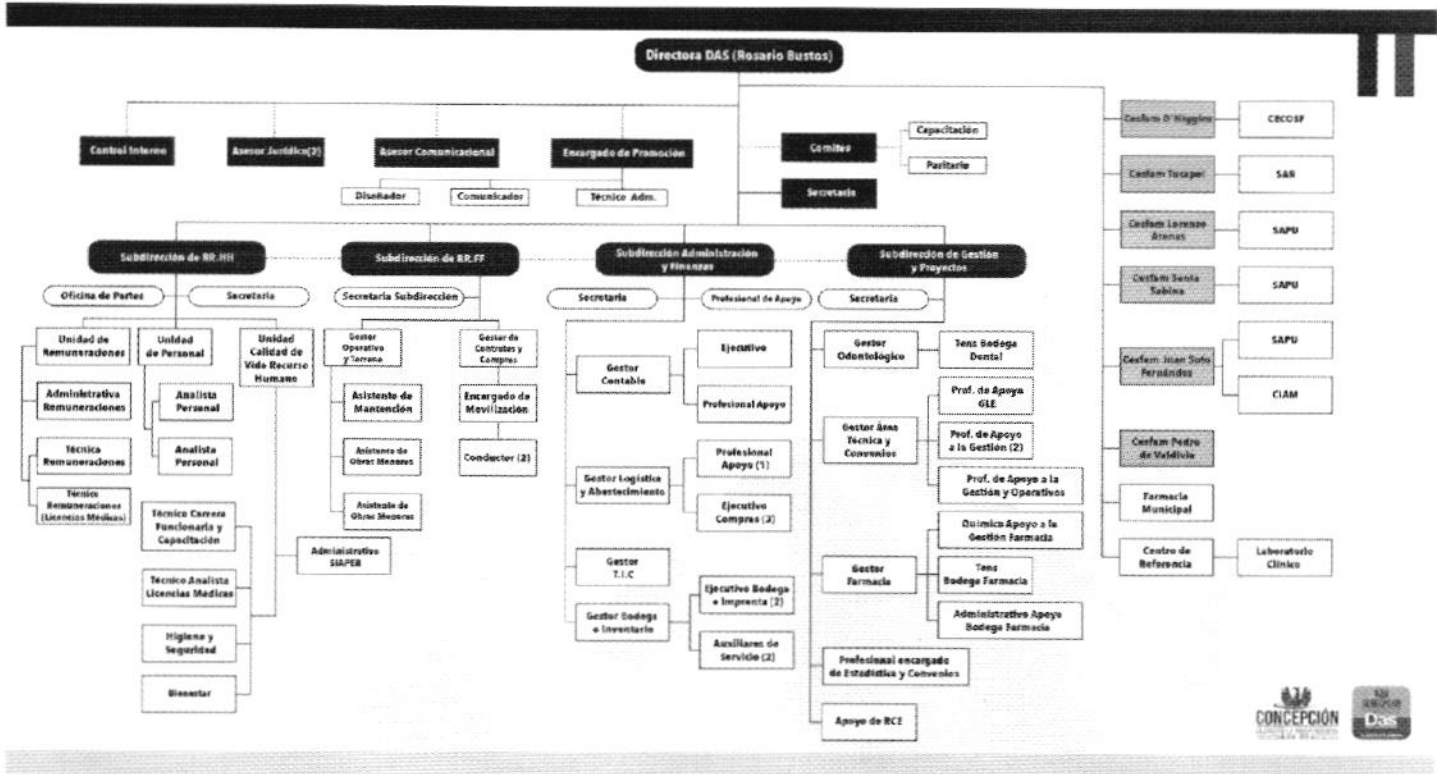 Directora DAS (Rosario Bustos)
Control Interno
Asesor Jurídico(2)
Asesor Comunicacional
Encargado de Promoción
Diseñador
Comunicador
Técnico Adm.
Comites
Capacitación
Paritario
Secretaria
Subdirección de RR.HH
Subdirección de RR.FF
Subdirección Administración
y Finanzas
Subdirección de Gestión
y Proyectos
Oficina de Partes
Secretaria
Secretaria Subdirección
Secretaria
Profesional de Apoyo
Secretaria
Unidad de
Remuneraciones
Administrativa
Remuneraciones
Técnica
Remuneraciones
Técnico
Remuneraciones
(Licencias Médicas)
Unidad
de Personal
Analista
Personal
Analista
Personal
Unidad
Calidad de
Vida Recurso
Humano
Técnico Carrera
Funcionaria y
Capacitación
Técnico Analista
Licencias Médicas
Higiene y
Seguridad
Bienestar
Administrativo
SIAPER
Gestor
Operativo
y Terreno
Asistente de
Mantención
Asistente de
Obras Menores
Asistente de
Obras Menores
Gestor de
Contratos y
Compras
Encargado de
Movilización
Conductor (2)
Gestor
Contable
Ejecutivo
Profesional Apoyo
Gestor Logística
y Abastecimiento
Profesional
Apoyo (1)
Ejecutivo
Compras (3)
Gestor
T.I.C
Gestor Bodega
e Inventario
Ejecutivo Bodega
e Imprenta (2)
Auxiliares de
Servicio (2)
Gestor
Odontológico
Tens Bodega
Dental
Gestor Área
Técnica y
Convenios
Prof. de Apoyo
GLE
Prof. de Apoyo
a la Gestión (2)
Prof. de Apoyo a la
Gestión y Operativos
Gestor
Farmacia
Químico Apoyo a la
Gestión Farmacia
Tens
Bodega Farmacia
Administrativo Apoyo
Bodega Farmacia
Profesional encargado
de Estadística y Convenios
Apoyo de RCE
Cesfam O'Higgins
CECOSF
Cesfam Tucapel
SAR
Cesfam Lorenzo
Arenas
SAPU
Cesfam Santa
Sabina
SAPU
Cesfam Juan Soto
Fernández
SAPU
CIAM
Cesfam Pedro
de Valdivia
Farmacia
Municipal
Centro de
Referencia
Laboratorio
Clínico
CONCEPCIÓN
Das